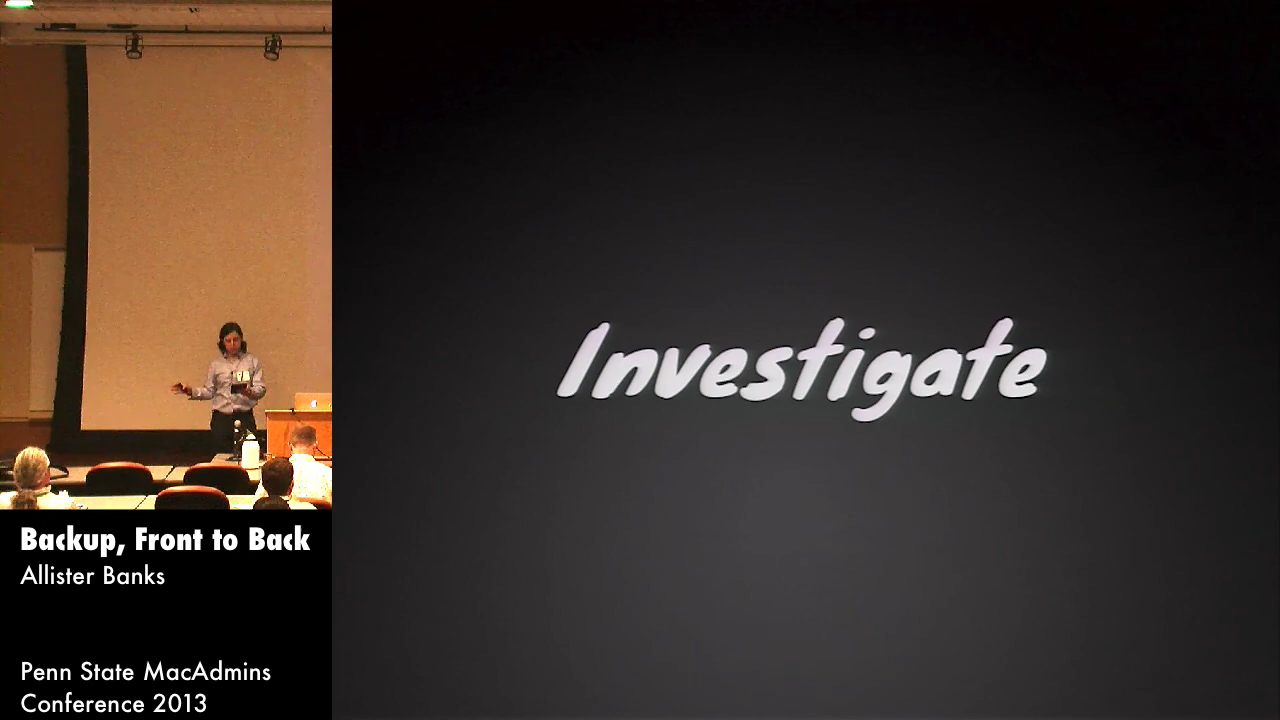 Investigate
Backup, Front to Back
Allister Banks
Penn State MacAdmins
Conference 2013